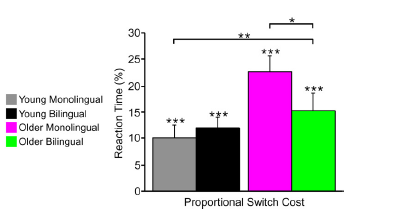 *
**
***
***
***
***
30
25
20
15
10
5
0
Reaction Time (%)
Young Monolingual
Young Bilingual
Older Monolingual
Older Bilingual
Proportional Switch Cost